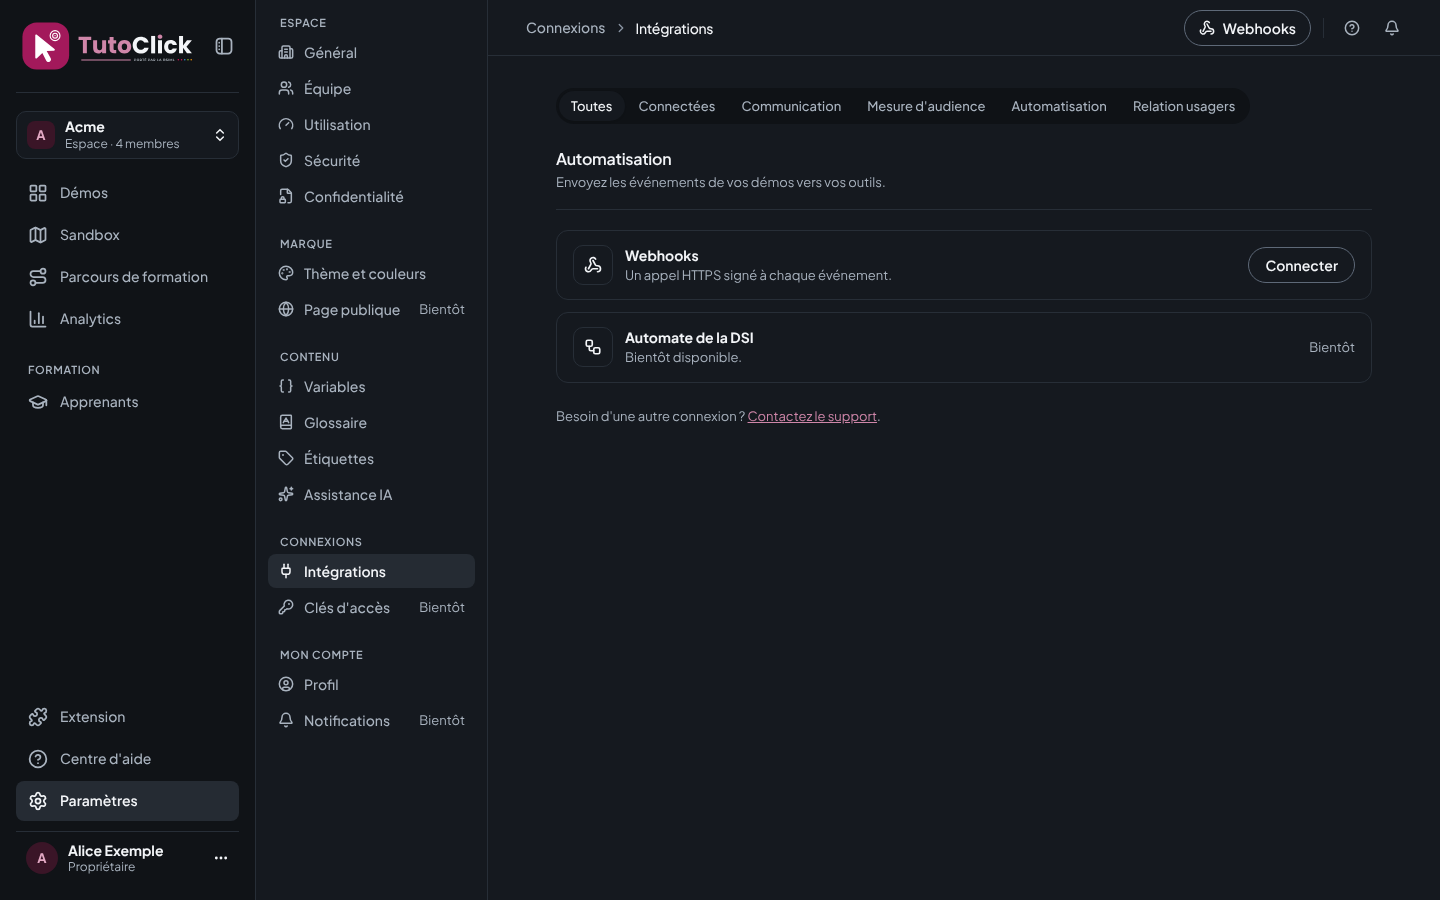 TutoClick
Acme
Espace · 4 membres
Démos
Sandbox
Parcours de formation
Analytics
FORMATION
Apprenants
Extension
Centre d'aide
Paramètres
A
Alice Exemple
Propriétaire
ESPACE
Général
Équipe
Utilisation
Sécurité
Confidentialité
MARQUE
Thème et couleurs
Page publique Bientôt
CONTENU
Variables
Glossaire
Étiquettes
Assistance IA
CONNEXIONS
Intégrations
Clés d'accès Bientôt
MON COMPTE
Profil
Notifications Bientôt
Connexions > Intégrations
Webhooks
Toutes Connectées Communication Mesure d'audience Automatisation Relation usagers
Automatisation
Envoyez les événements de vos démos vers vos outils.
Webhooks
Un appel HTTPS signé à chaque événement.
Connecter
Automate de la DSI
Bientôt disponible.
Bientôt
Besoin d'une autre connexion ? Contactez le support.